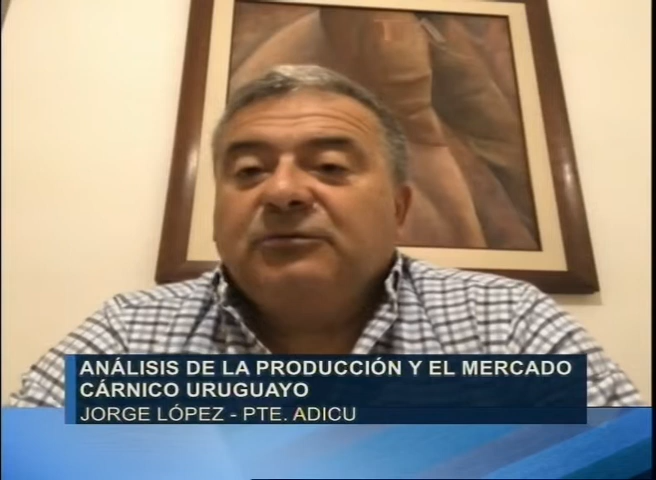 ANÁLISIS DE LA PRODUCCIÓN Y EL MERCADO
CÁRNICO URUGUAYO
JORGE LÓPEZ - PTE. ADICU